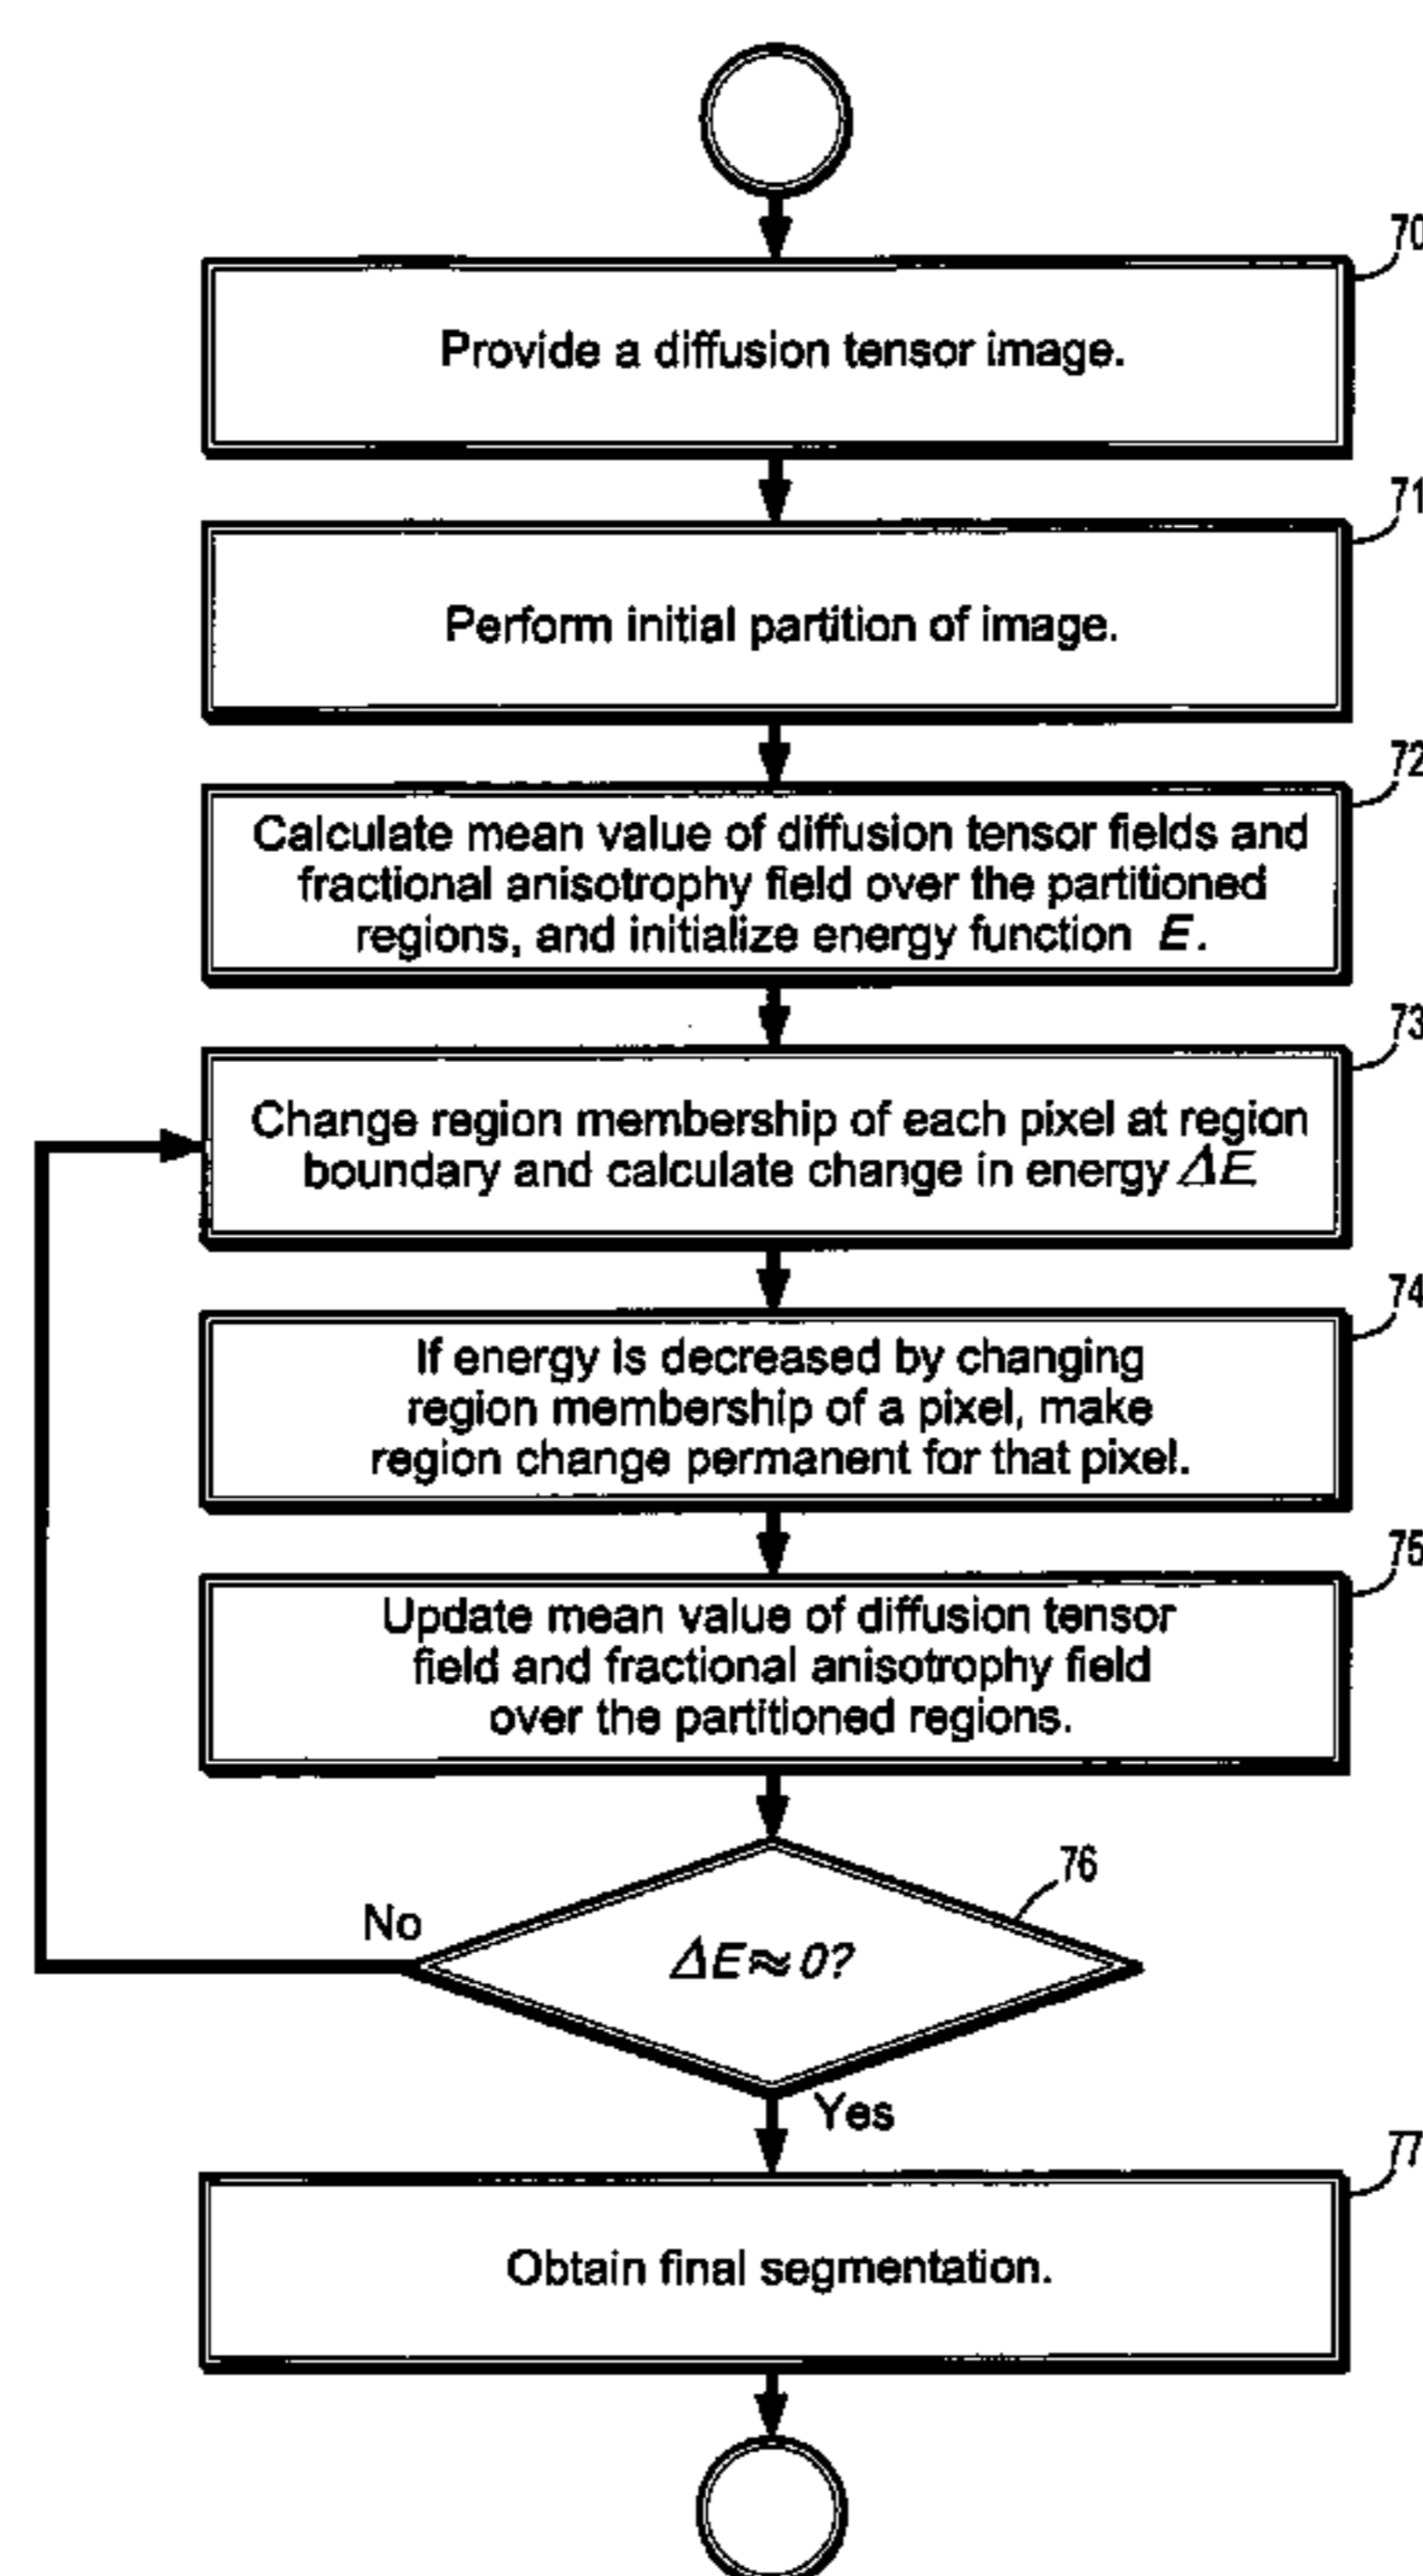 70
Provide a diffusion tensor image.
71
Perform initial partition of image.
72
Calculate mean value of diffusion tensor fields and
fractional anisotropy field over the partitioned
regions, and initialize energy function E.
73
Change region membership of each pixel at region
boundary and calculate change in energy ΔE
74
If energy is decreased by changing
region membership of a pixel, make
region change permanent for that pixel.
75
Update mean value of diffusion tensor
field and fractional anisotropy field
over the partitioned regions.
76
No
ΔE≈0?
Yes
77
Obtain final segmentation.